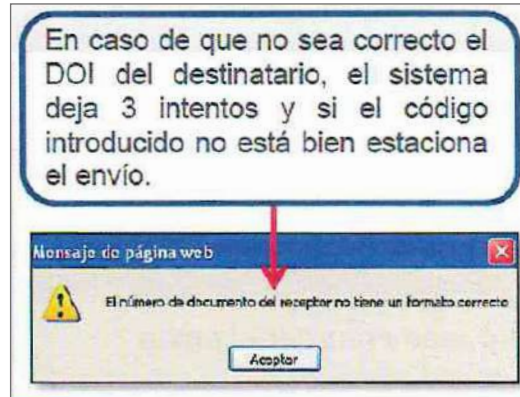 En caso de que no sea correcto el
DOI del destinatario, el sistema
deja 3 intentos y si el código
introducido no está bien estaciona
el envío.
Mensaje de página web
El número de documento del receptor no tiene un formato correcto
Aceptar